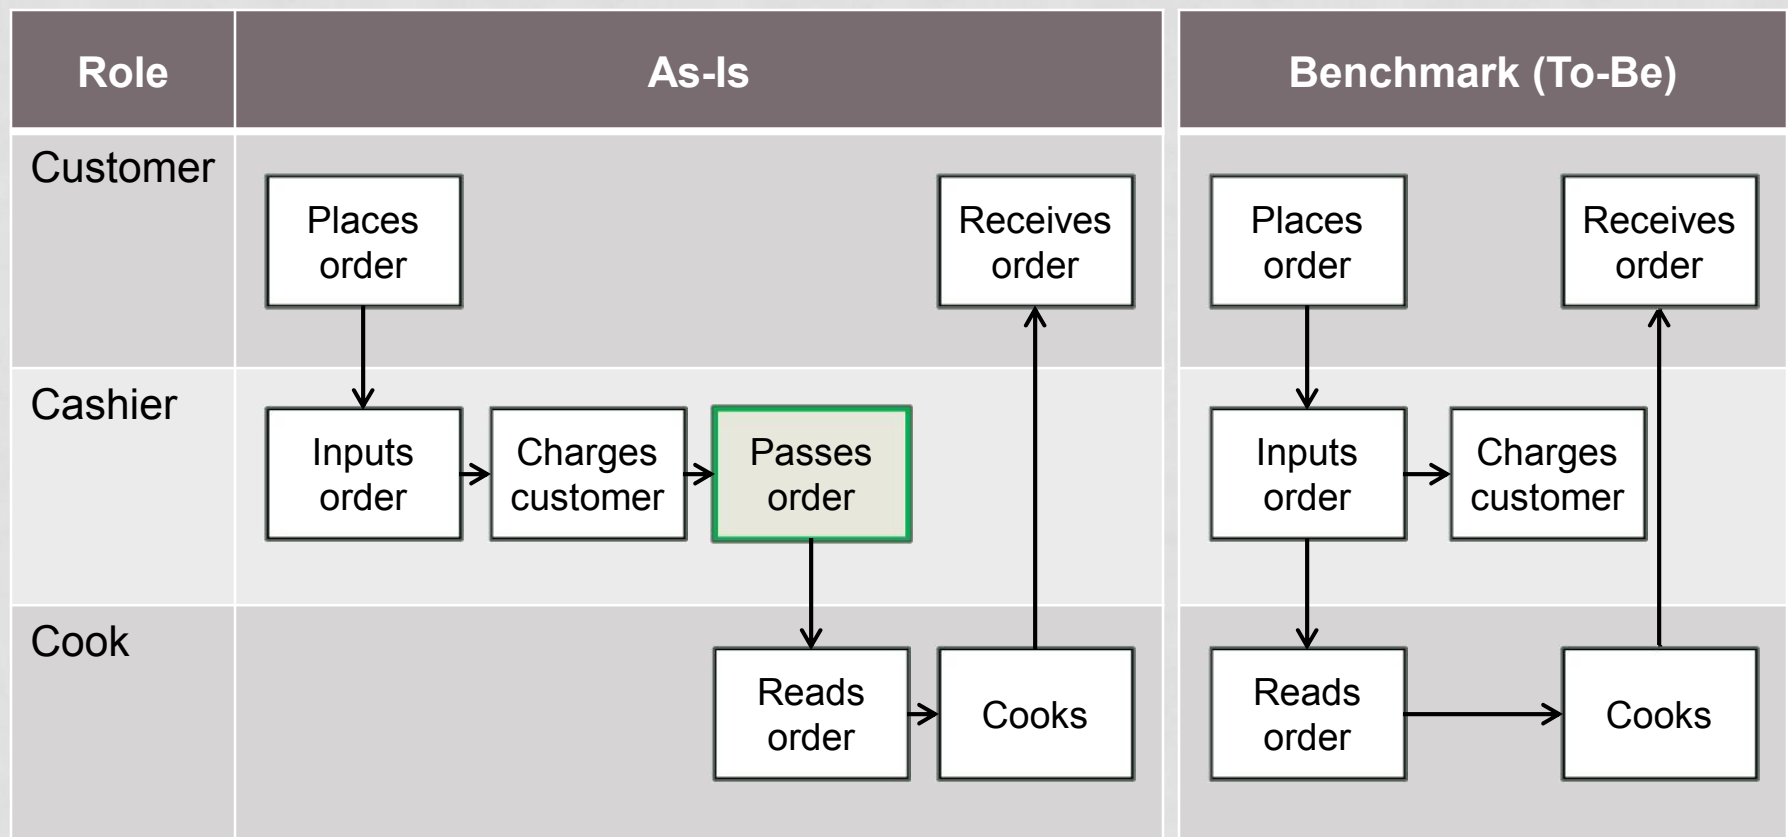 Role
As-Is
Benchmark (To-Be)
Customer
Places
order
Receives
order
Places
order
Receives
order
Cashier
Inputs
order
Charges
customer
Passes
order
Inputs
order
Charges
customer
Cook
Reads
order
Cooks
Reads
order
Cooks